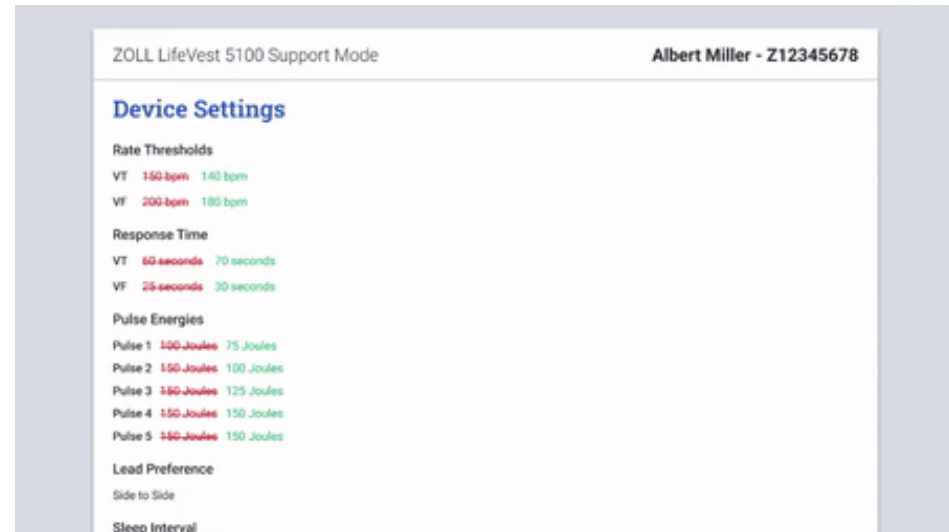 ZOLL LifeVest 5100 Support Mode
Albert Miller - Z12345678
Device Settings
Rate Thresholds
VT 150 bpm 140 bpm
VF 200 bpm 180 bpm
Response Time
VT 60 seconds 70 seconds
VF 25 seconds 30 seconds
Pulse Energies
Pulse 1 100 Joules 75 Joules
Pulse 2 150 Joules 100 Joules
Pulse 3 150 Joules 125 Joules
Pulse 4 150 Joules 150 Joules
Pulse 5 150 Joules 150 Joules
Lead Preference
Side to Side
Sleep Interval